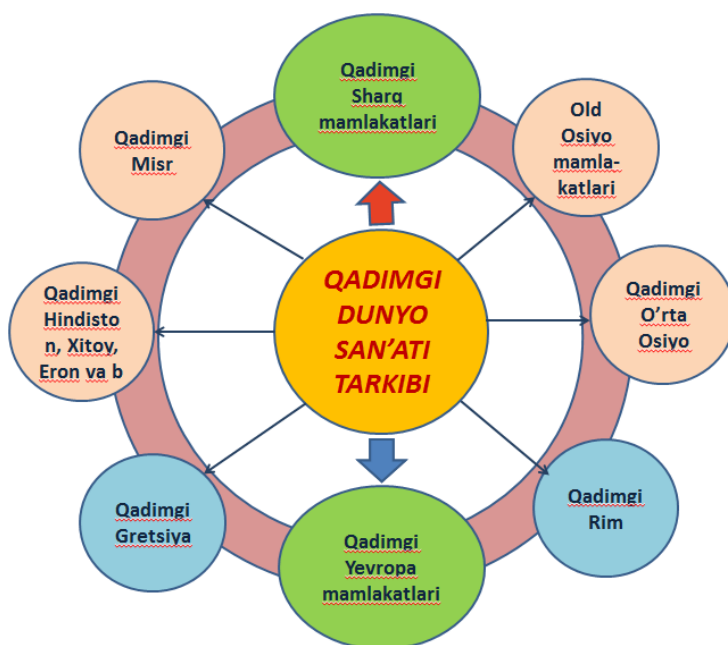 Qadimgi
Sharq
mamlakatlari
Old
Osiyo
mamla-
katlari
Qadimgi
O’rta
Osiyo
Qadimgi
Rim
Qadimgi
Yevropa
mamlakatlari
Qadimgi
Gretsiya
Qadimgi
Hindisto
n, Xitoy,
Eron va b
Qadimgi
Misr
QADIMGI
DUNYO
SAN’ATI
TARKIBI